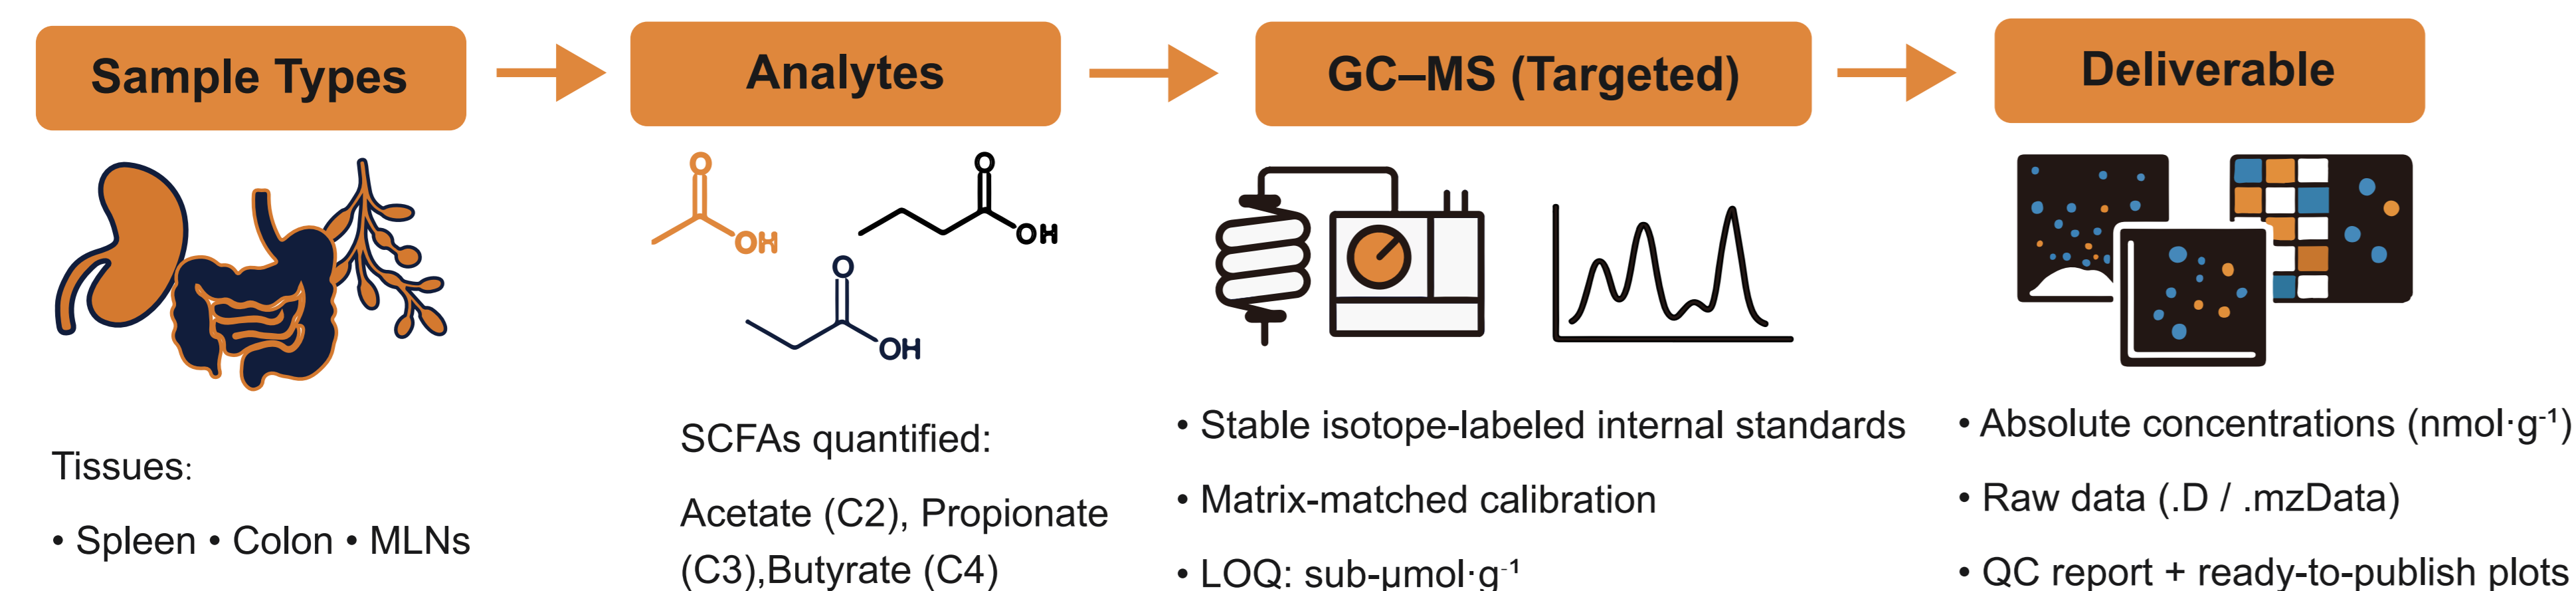 Sample Types
Analytes
GC–MS (Targeted)
Deliverable
O
OH
O
OH
O
OH
Tissues:
• Spleen • Colon • MLNs
SCFAs quantified:
Acetate (C2), Propionate
(C3),Butyrate (C4)
• Stable isotope-labeled internal standards
• Matrix-matched calibration
• LOQ: sub-μmol·g⁻¹
• Absolute concentrations (nmol·g⁻¹)
• Raw data (.D / .mzData)
• QC report + ready-to-publish plots